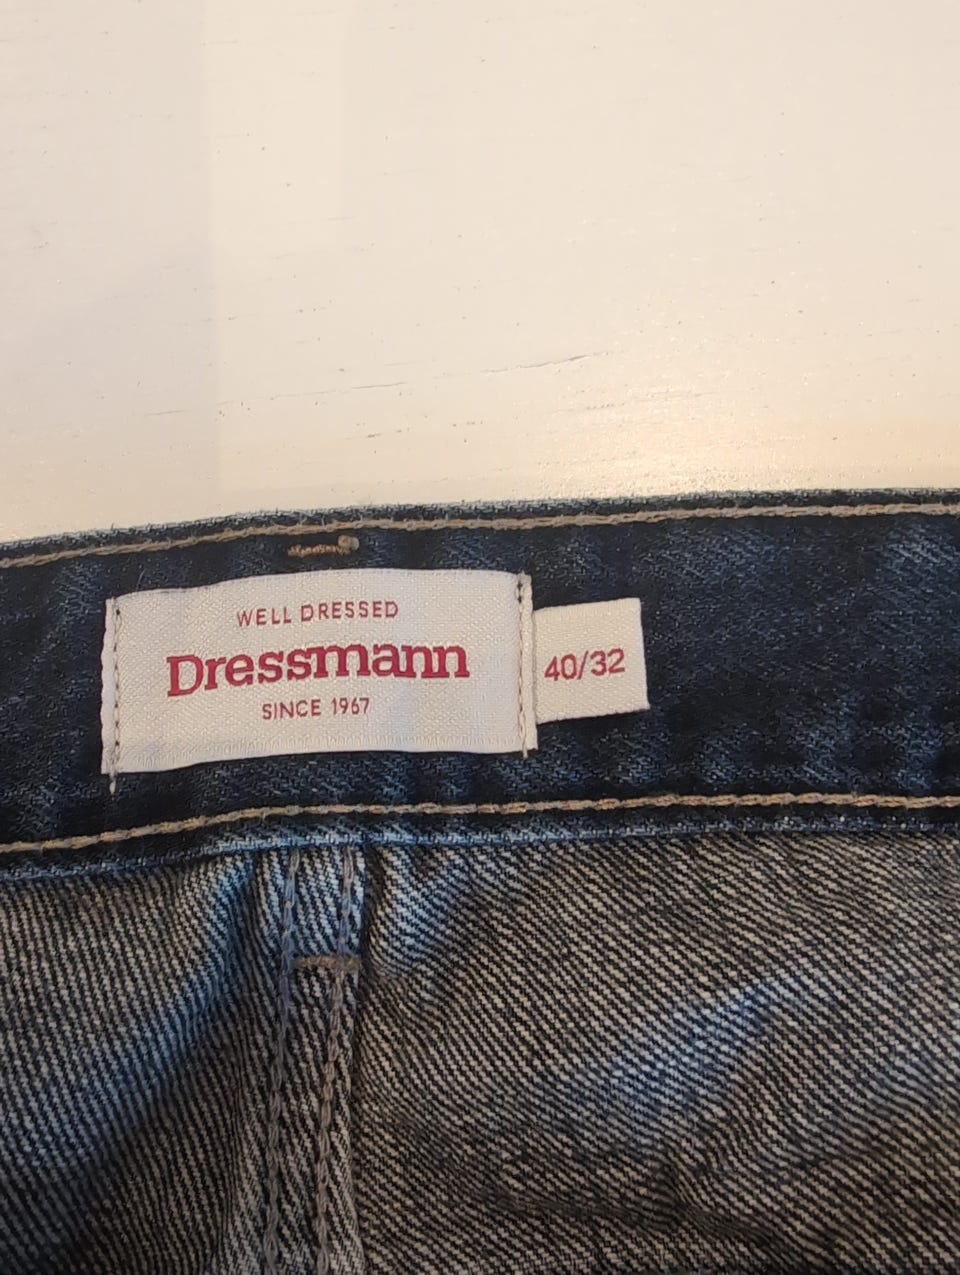 WELL DRESSED
Dressmann
SINCE 1967
40/32